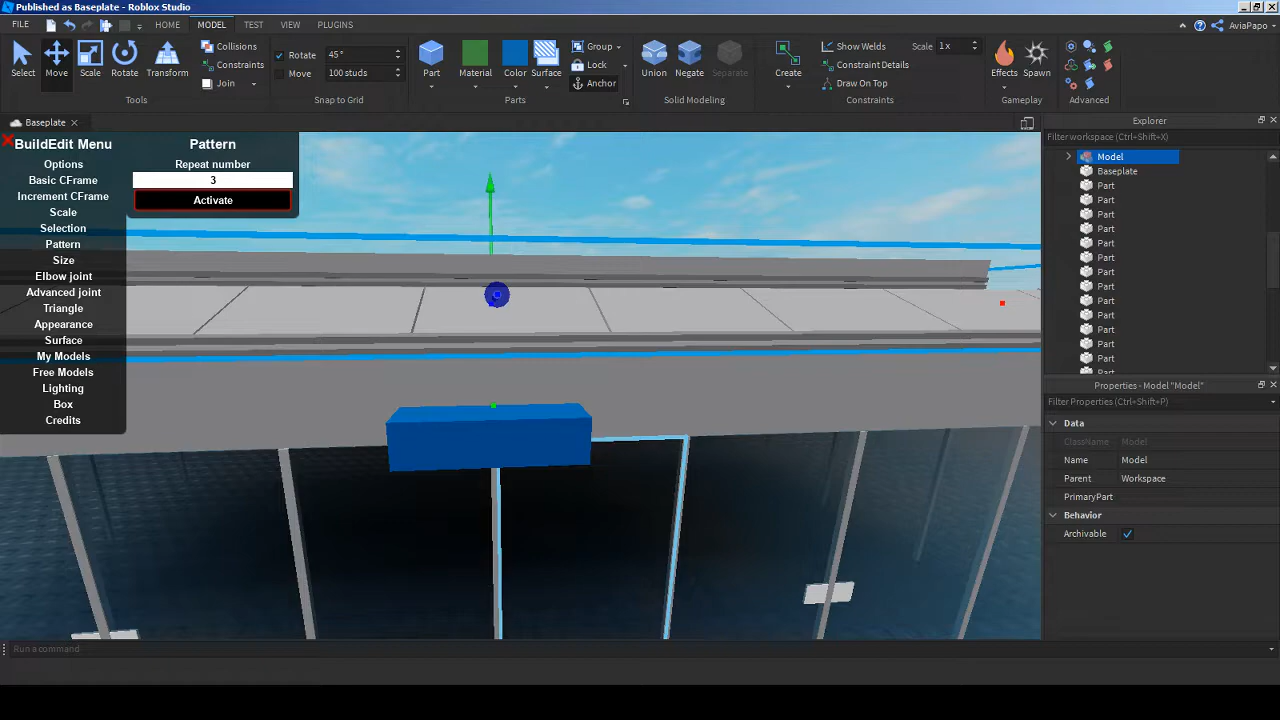 Published as Baseplate - Roblox Studio
FILE HOME MODEL TEST VIEW PLUGINS AviaPapo
Select Move Scale Rotate Transform
Collisions
Constraints
Join
Tools
Rotate 45°
Move 100 studs
Snap to Grid
Part Material Color Surface
Group
Lock
Anchor
Parts
Union Negate Separate
Solid Modeling
Create
Show Welds Scale 1x
Constraint Details
Draw On Top
Constraints
Effects Spawn
Gameplay
Advanced
Baseplate
BuildEdit Menu
Options
Basic CFrame
Increment CFrame
Scale
Selection
Pattern
Size
Elbow joint
Advanced joint
Triangle
Appearance
Surface
My Models
Free Models
Lighting
Box
Credits
Pattern
Repeat number
3
Activate
Explorer
Filter workspace (Ctrl+Shift+X)
Model
Baseplate
Part
Part
Part
Part
Part
Part
Part
Part
Part
Part
Part
Part
Part
Part
Properties - Model "Model"
Filter Properties (Ctrl+Shift+P)
Data
ClassName Model
Name Model
Parent Workspace
PrimaryPart
Behavior
Archivable
Run a command